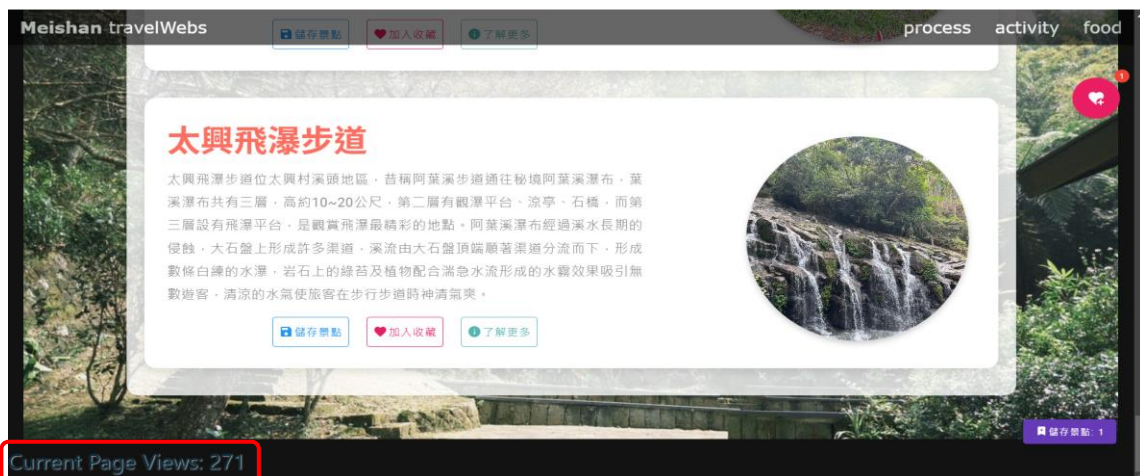 Meishan travelWebs
process activity food
儲存景點 加入收藏 了解更多
1
太興飛瀑步道
太興飛瀑步道位太興村溪頭地區,昔稱阿葉溪步道通往秘境阿葉溪瀑布,葉
溪瀑布共有三層,高約10~20公尺,第二層有觀瀑平台、涼亭、石橋,而第
三層設有飛瀑平台,是觀賞飛瀑最精彩的地點。阿葉溪瀑布經過溪水長期的
侵蝕,大石盤上形成許多渠道,溪流由大石盤頂端順著渠道分流而下,形成
數條白練的水瀑,岩石上的綠苔及植物配合湍急水流形成的水霧效果吸引無
數遊客,清涼的水氣使旅客在步行步道時神清氣爽。
儲存景點 加入收藏 了解更多
儲存景點: 1
Current Page Views: 271